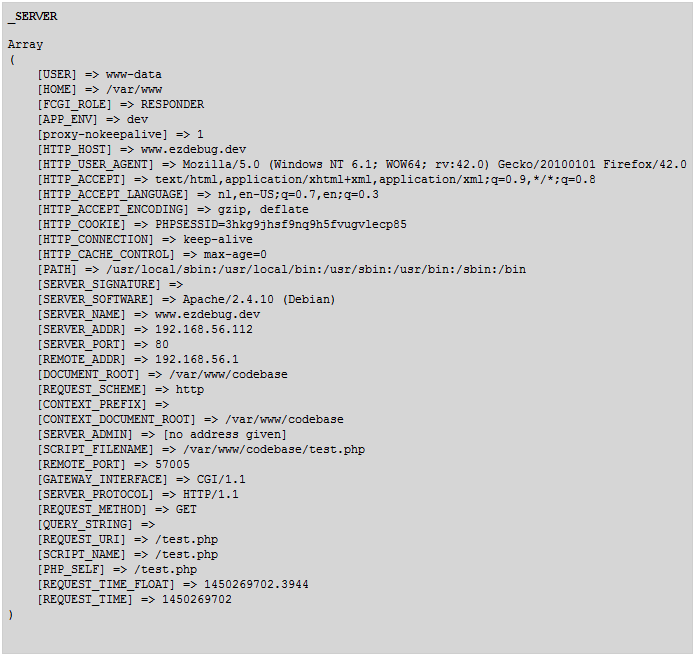 _SERVER
Array
(
[USER] => www-data
[HOME] => /var/www
[FCGI_ROLE] => RESPONDER
[APP_ENV] => dev
[proxy-nokeepalive] => 1
[HTTP_HOST] => www.ezdebug.dev
[HTTP_USER_AGENT] => Mozilla/5.0 (Windows NT 6.1; WOW64; rv:42.0) Gecko/20100101 Firefox/42.0
[HTTP_ACCEPT] => text/html,application/xhtml+xml,application/xml;q=0.9,*/*;q=0.8
[HTTP_ACCEPT_LANGUAGE] => nl,en-US;q=0.7,en;q=0.3
[HTTP_ACCEPT_ENCODING] => gzip, deflate
[HTTP_COOKIE] => PHPSESSID=3hkg9jhsf9nq9h5fvugvlecp85
[HTTP_CONNECTION] => keep-alive
[HTTP_CACHE_CONTROL] => max-age=0
[PATH] => /usr/local/sbin:/usr/local/bin:/usr/sbin:/usr/bin:/sbin:/bin
[SERVER_SIGNATURE] =>
[SERVER_SOFTWARE] => Apache/2.4.10 (Debian)
[SERVER_NAME] => www.ezdebug.dev
[SERVER_ADDR] => 192.168.56.112
[SERVER_PORT] => 80
[REMOTE_ADDR] => 192.168.56.1
[DOCUMENT_ROOT] => /var/www/codebase
[REQUEST_SCHEME] => http
[CONTEXT_PREFIX] =>
[CONTEXT_DOCUMENT_ROOT] => /var/www/codebase
[SERVER_ADMIN] => [no address given]
[SCRIPT_FILENAME] => /var/www/codebase/test.php
[REMOTE_PORT] => 57005
[GATEWAY_INTERFACE] => CGI/1.1
[SERVER_PROTOCOL] => HTTP/1.1
[REQUEST_METHOD] => GET
[QUERY_STRING] =>
[REQUEST_URI] => /test.php
[SCRIPT_NAME] => /test.php
[PHP_SELF] => /test.php
[REQUEST_TIME_FLOAT] => 1450269702.3944
[REQUEST_TIME] => 1450269702
)